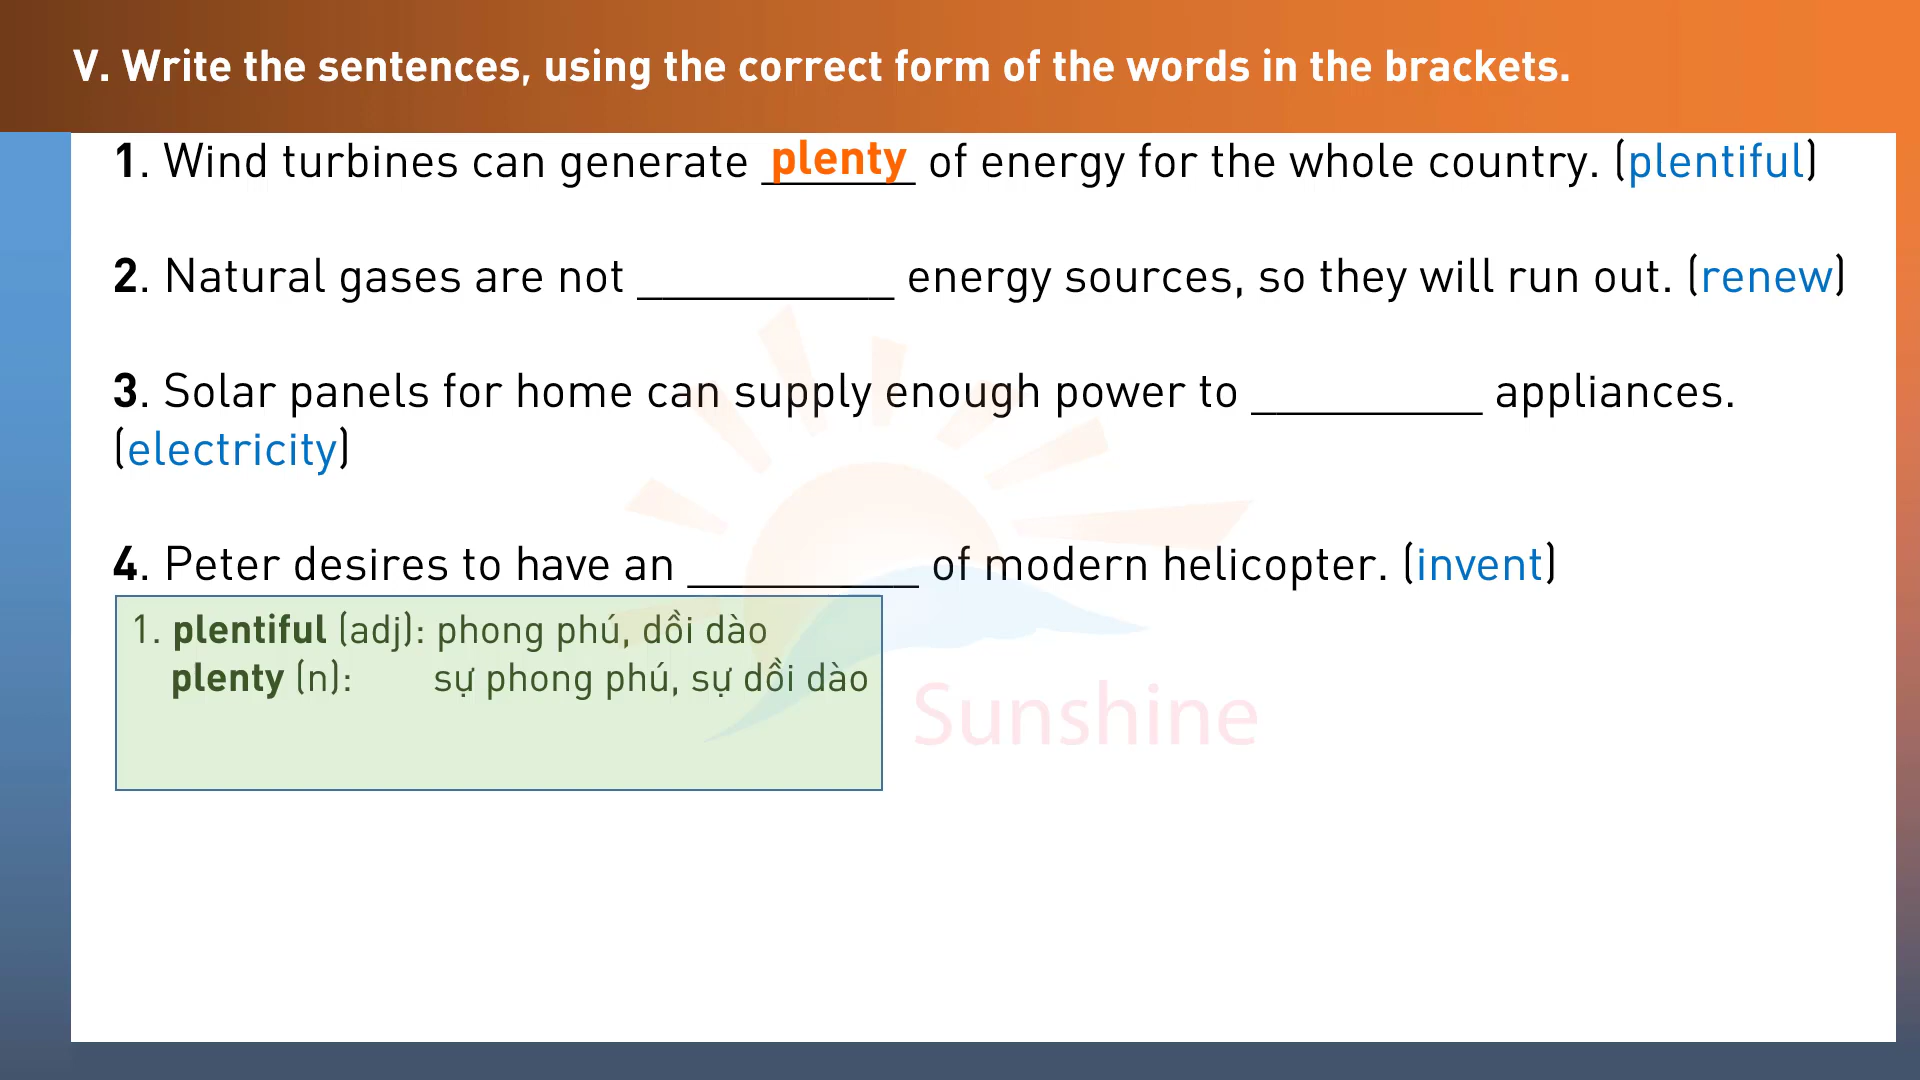 V. Write the sentences, using the correct form of the words in the brackets.
1. Wind turbines can generate plenty of energy for the whole country. (plentiful)
2. Natural gases are not __________ energy sources, so they will run out. (renew)
3. Solar panels for home can supply enough power to _________ appliances.
(electricity)
4. Peter desires to have an _________ of modern helicopter. (invent)
1. plentiful (adj): phong phú, dồi dào
plenty (n): sự phong phú, sự dồi dào
Sunshine